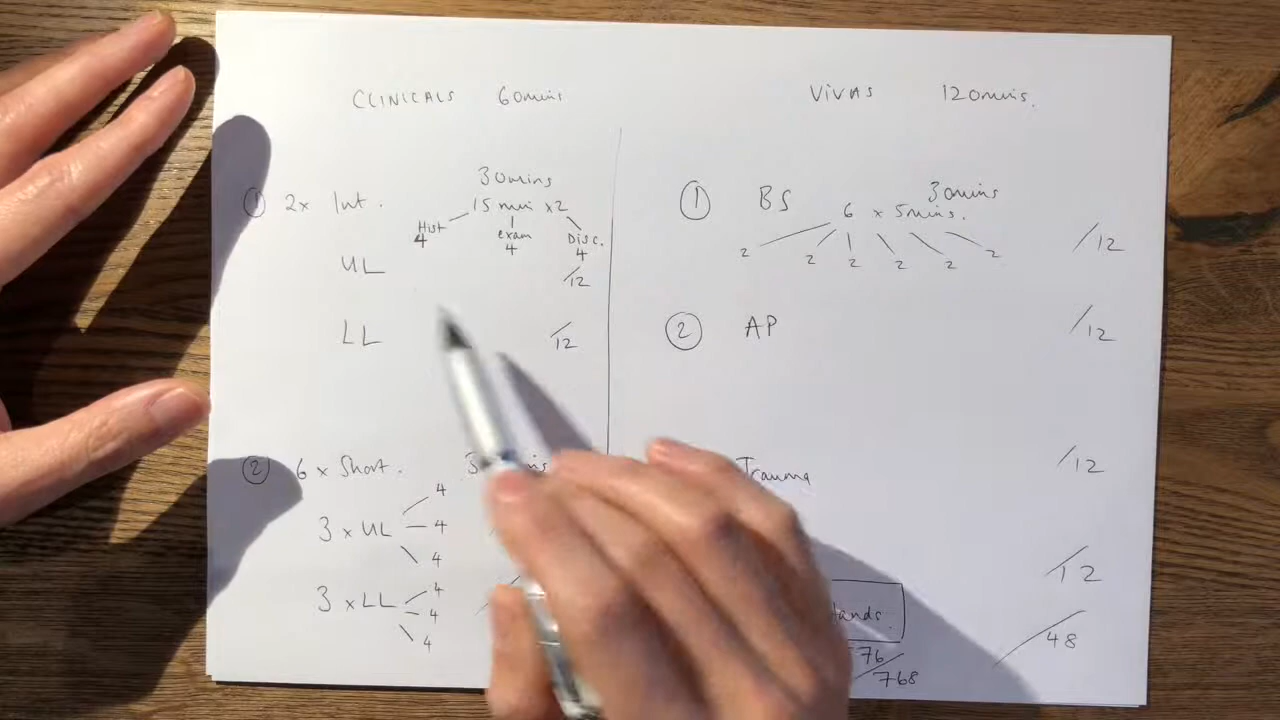 CLINICALS 60mins
① 2x Int.
30mins
15 min x2
Hist 4
exam 4
Disc. 4
UL /12
LL /12
② 6 x Short. 3
3 x UL 4 4 4
3 x LL 4 4 4
VIVAS 120mins.
① BS 30mins
6 x 5mins.
2 2 2 2 2 2 /12
② AP /12
Trauma /12
/12
/48
76
/768